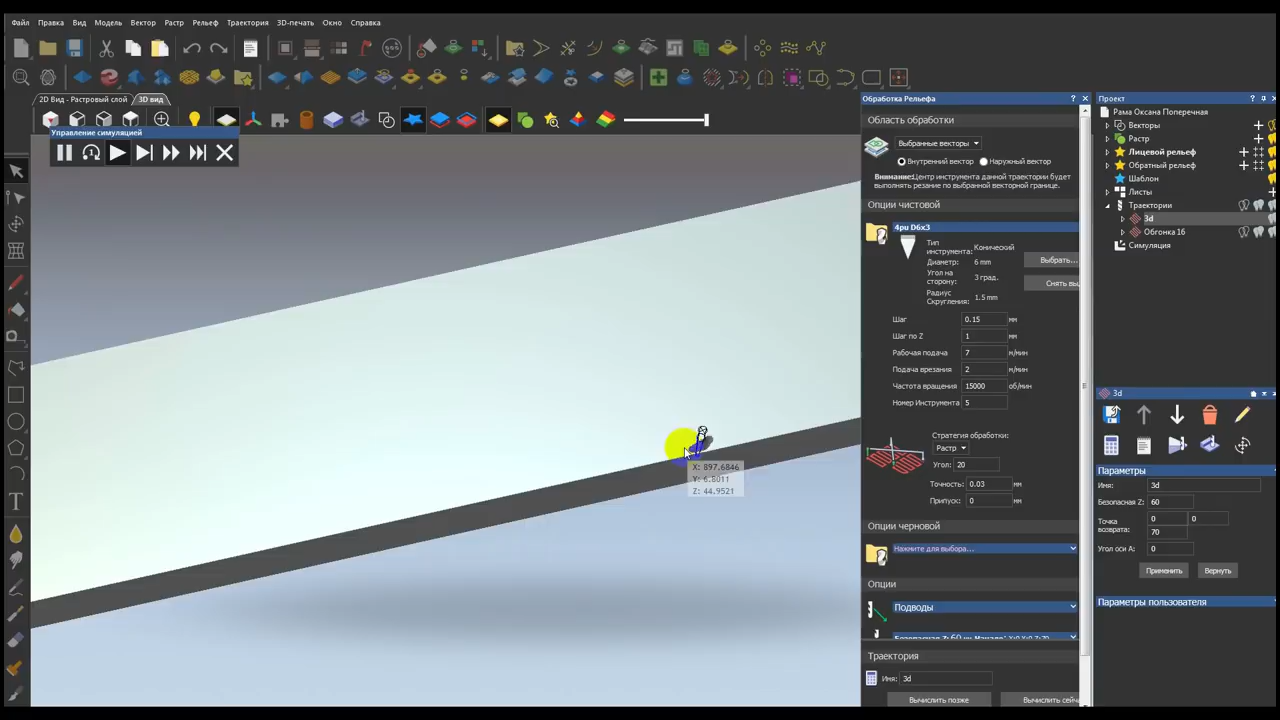 Файл Правка Вид Модель Вектор Растр Рельеф Траектория 3D-печать Окно Справка
2D Вид - Растровый слой 3D вид
Управление симуляцией
X: 897.6846
Y: 6.8011
Z: 44.9521
Обработка Рельефа
Область обработки
Выбранные векторы
Внутренний вектор Наружный вектор
Внимание:Центр инструмента данной траектории будет
выполнять резание по выбранной векторной границе.
Опции чистовой
4pu D6x3
Тип
инструмента: Конический
Диаметр: 6 mm
Выбрать...
Угол на
сторону: 3 град.
Радиус
Скругления: 1.5 mm
Шаг 0.15 мм
Шаг по Z 1 мм
Рабочая подача 7 м/мин
Подача врезания 2 м/мин
Частота вращения 15000 об/мин
Номер Инструмента 5
Стратегия обработки:
Растр
Угол: 20
Точность: 0.03 мм
Припуск: 0 мм
Опции черновой
Нажмите для выбора...
Опции
Подводы
Траектория
Имя: 3d
Вычислить позже
Проект
Рама Оксана Поперечная
Векторы
Растр
Лицевой рельеф
Обратный рельеф
Шаблон
Листы
Траектории
3d
Обгонка 16
Симуляция
3d
Параметры
Имя: 3d
Безопасная Z: 60
Точка
возврата: 0 0
70
Угол оси A: 0
Применить Вернуть
Параметры пользователя